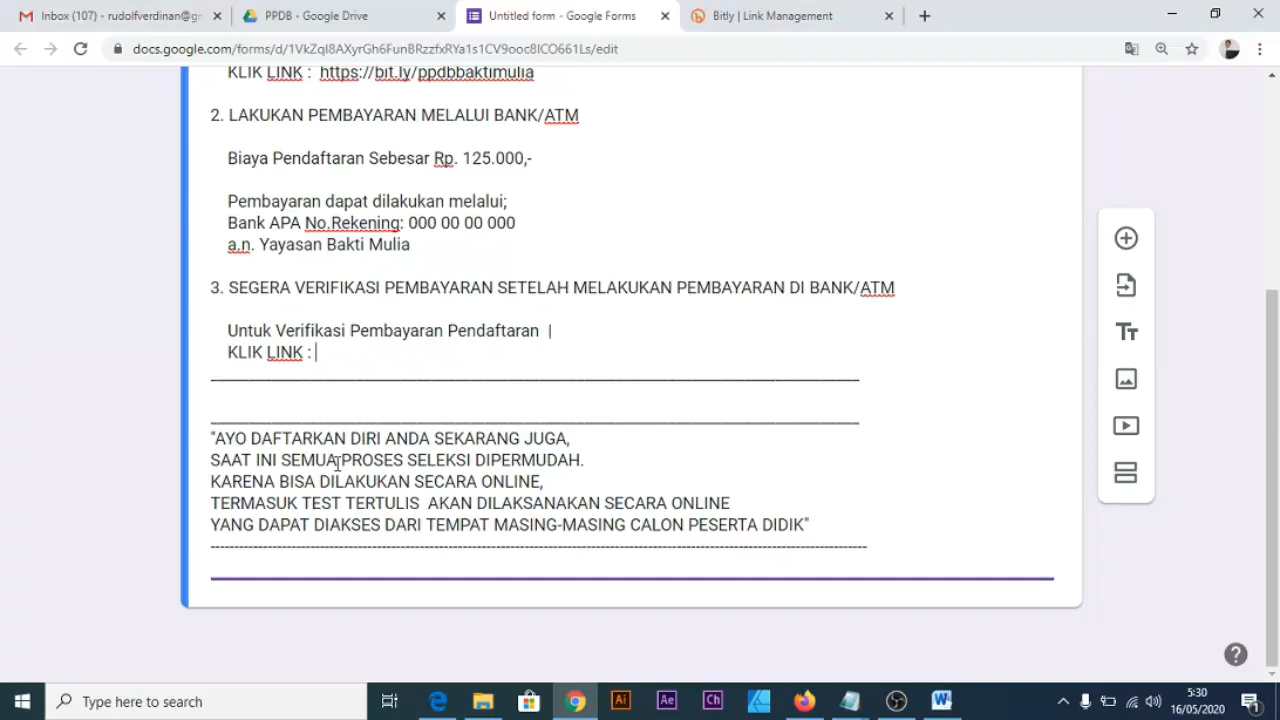 Inbox (107) - rudolfverdinan@gm
PPDB - Google Drive
Untitled form - Google Forms
Bitly | Link Management
docs.google.com/forms/d/1VkZql8AXyrGh6FunBRzzfxRYa1s1CV9ooc8ICO661Ls/edit
KLIK LINK : https://bit.ly/ppdbbaktimulia
2. LAKUKAN PEMBAYARAN MELALUI BANK/ATM
Biaya Pendaftaran Sebesar Rp. 125.000,-
Pembayaran dapat dilakukan melalui;
Bank APA No.Rekening: 000 00 00 000
a.n. Yayasan Bakti Mulia
3. SEGERA VERIFIKASI PEMBAYARAN SETELAH MELAKUKAN PEMBAYARAN DI BANK/ATM
Untuk Verifikasi Pembayaran Pendaftaran |
KLIK LINK :
"AYO DAFTARKAN DIRI ANDA SEKARANG JUGA,
SAAT INI SEMUA PROSES SELEKSI DIPERMUDAH.
KARENA BISA DILAKUKAN SECARA ONLINE,
TERMASUK TEST TERTULIS AKAN DILAKSANAKAN SECARA ONLINE
YANG DAPAT DIAKSES DARI TEMPAT MASING-MASING CALON PESERTA DIDIK"
Type here to search
5:30
16/05/2020